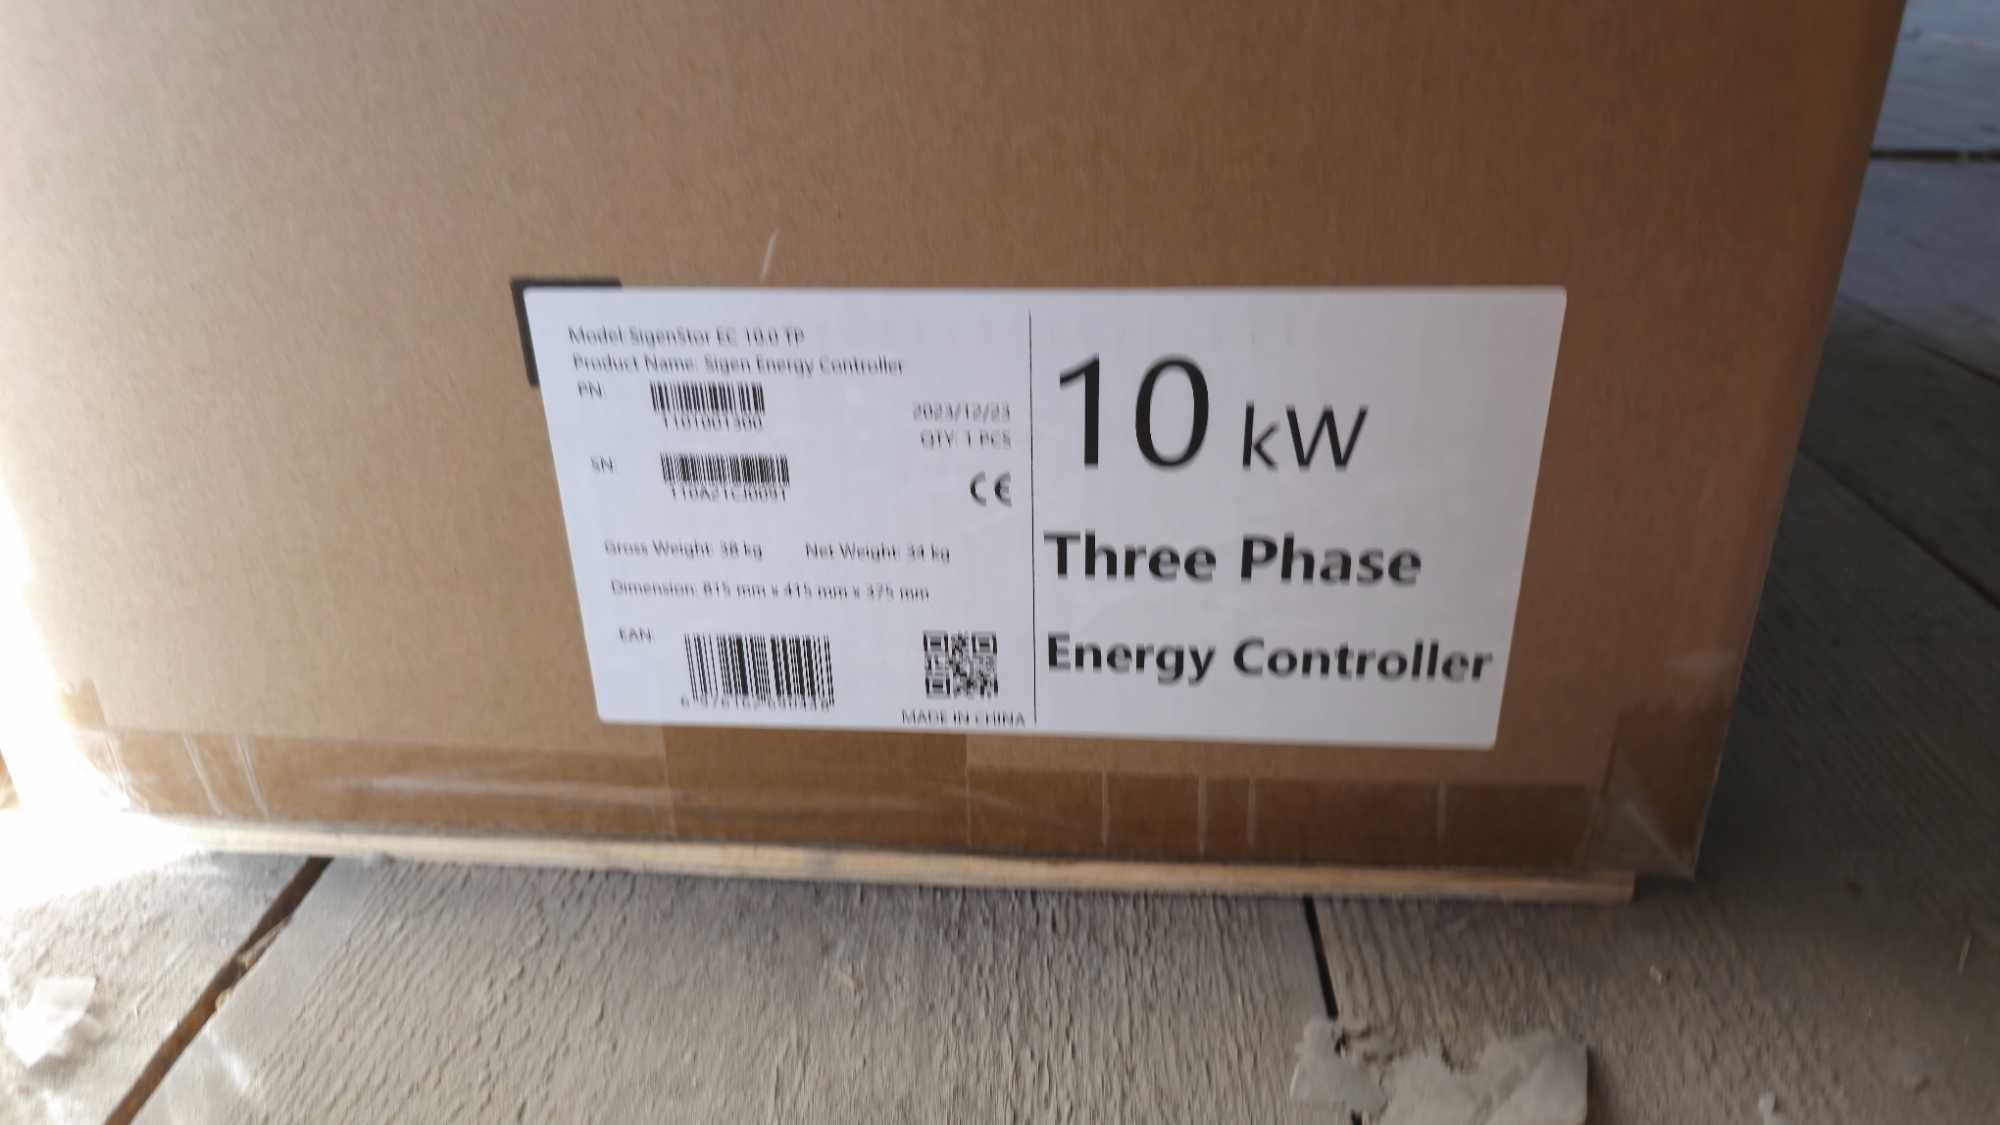 Model SigenStor EC 10.0 TP
Product Name: Sigen Energy Controller
PN:
1101001300
2023/12/23
QTY: 1 PCS
SN:
110A21CJ0091
CE
Gross Weight: 38 kg Net Weight: 34 kg
Dimension: 815 mm x 415 mm x 375 mm
EAN:
MADE IN CHINA
10 kW
Three Phase
Energy Controller